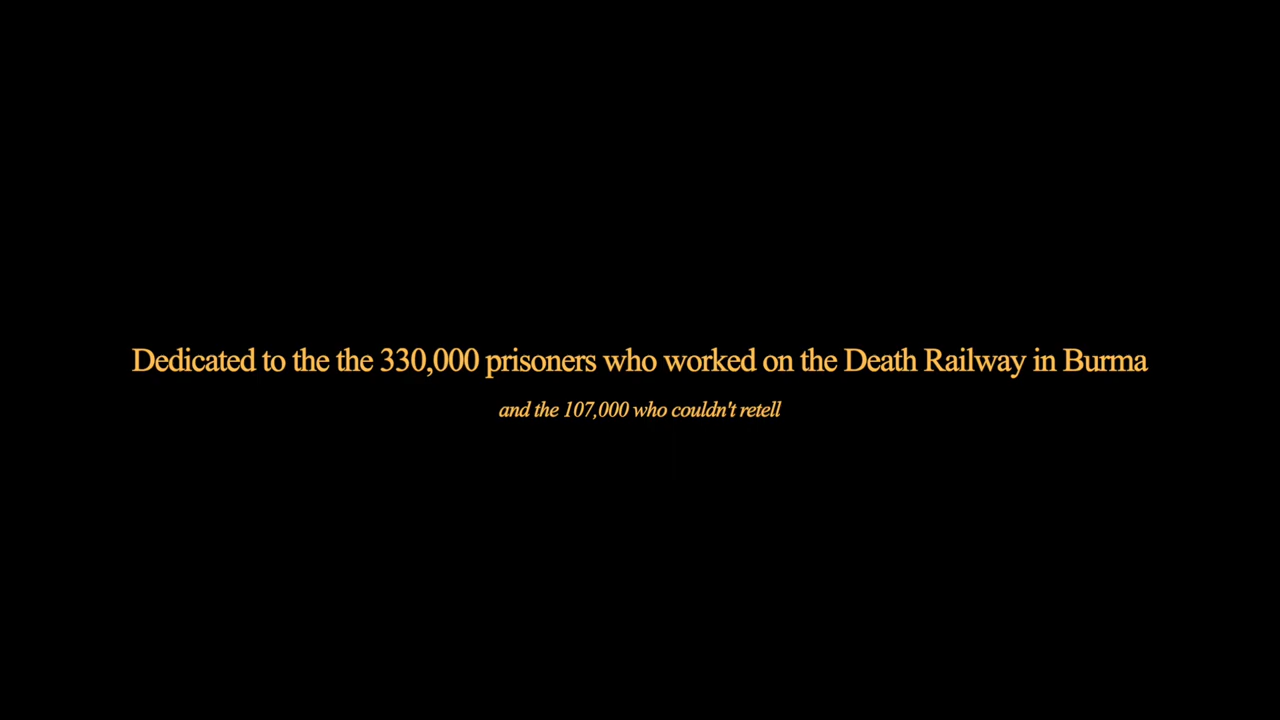 Dedicated to the the 330,000 prisoners who worked on the Death Railway in Burma
and the 107,000 who couldn't retell